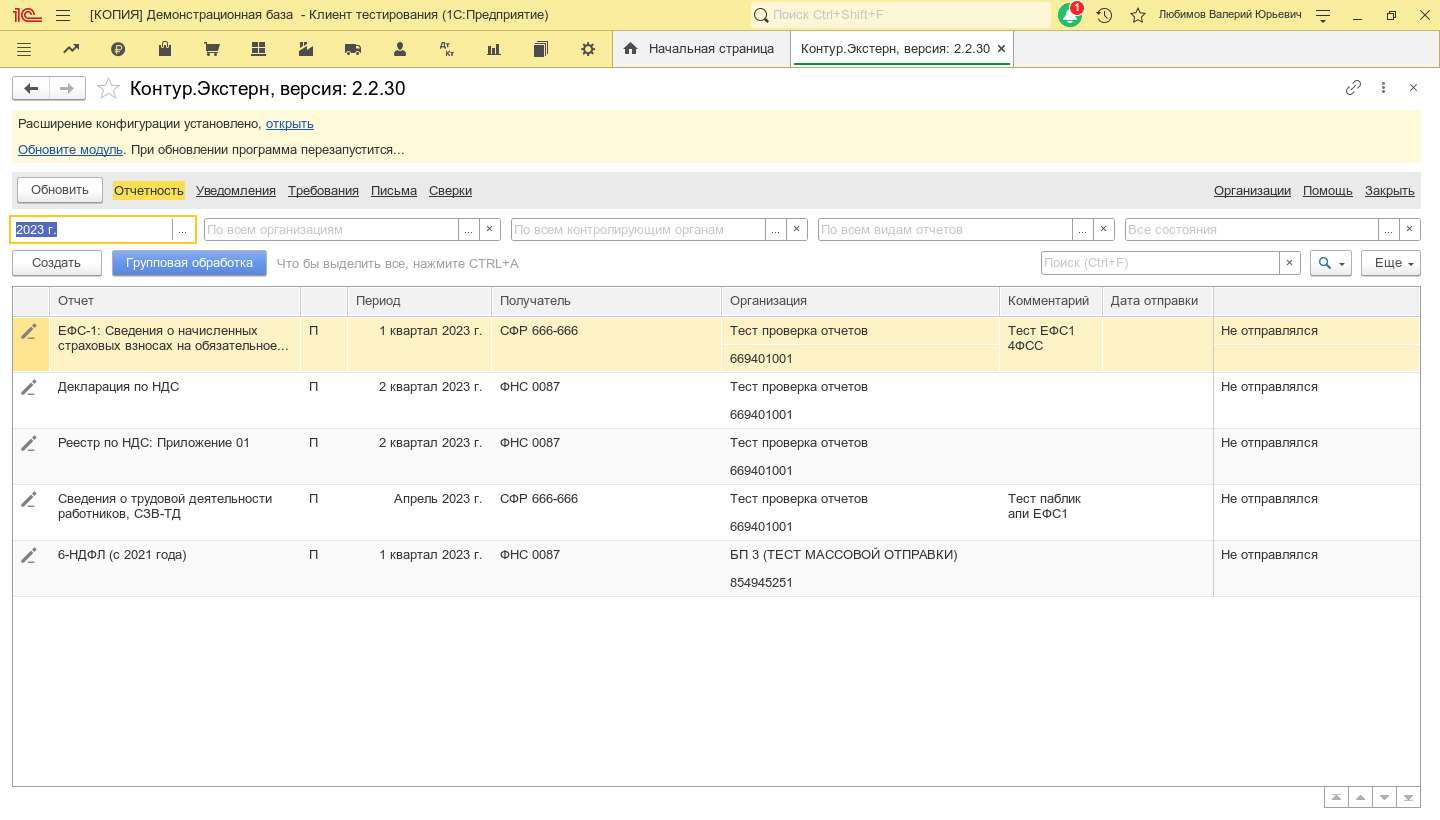 [КОПИЯ] Демонстрационная база - Клиент тестирования (1С:Предприятие)
Поиск Ctrl+Shift+F
1
Любимов Валерий Юрьевич
Начальная страница
Контур.Экстерн, версия: 2.2.30
Контур.Экстерн, версия: 2.2.30
Расширение конфигурации установлено, открыть
Обновите модуль. При обновлении программа перезапустится...
Обновить Отчетность Уведомления Требования Письма Сверки Организации Помощь Закрыть
2023 г. ... По всем организациям ... × По всем контролирующим органам ... × По всем видам отчетов ... × Все состояния ... ×
Создать Групповая обработка Что бы выделить все, нажмите CTRL+A Поиск (Ctrl+F) × Еще
Отчет Период Получатель Организация Комментарий Дата отправки
ЕФС-1: Сведения о начисленных П 1 квартал 2023 г. СФР 666-666 Тест проверка отчетов Тест ЕФС1 Не отправлялся
страховых взносах на обязательное... 4ФСС
669401001
Декларация по НДС П 2 квартал 2023 г. ФНС 0087 Тест проверка отчетов Не отправлялся
669401001
Реестр по НДС: Приложение 01 П 2 квартал 2023 г. ФНС 0087 Тест проверка отчетов Не отправлялся
669401001
Сведения о трудовой деятельности П Апрель 2023 г. СФР 666-666 Тест проверка отчетов Тест паблик Не отправлялся
работников, СЗВ-ТД апи ЕФС1
669401001
6-НДФЛ (с 2021 года) П 1 квартал 2023 г. ФНС 0087 БП 3 (ТЕСТ МАССОВОЙ ОТПРАВКИ) Не отправлялся
854945251